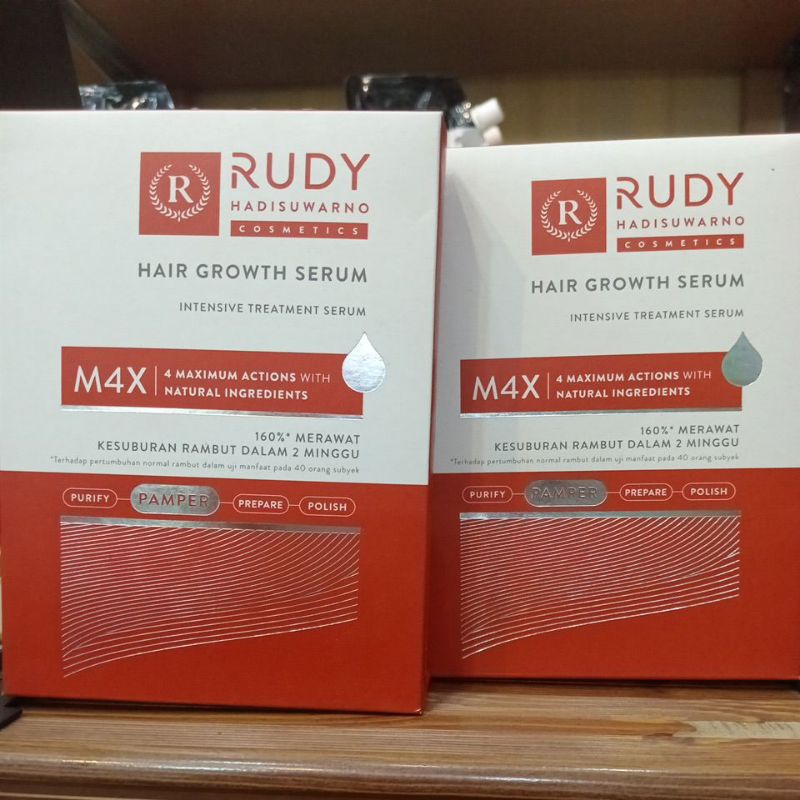 R
RUDY
HADISUWARNO
COSMETICS
HAIR GROWTH SERUM
INTENSIVE TREATMENT SERUM
M4X
4 MAXIMUM ACTIONS WITH
NATURAL INGREDIENTS
160%* MERAWAT
KESUBURAN RAMBUT DALAM 2 MINGGU
*Terhadap pertumbuhan normal rambut dalam uji manfaat pada 40 orang subyek
PURIFY PAMPER PREPARE POLISH
R
RUDY
HADISUWARNO
COSMETICS
HAIR GROWTH SERUM
INTENSIVE TREATMENT SERUM
M4X
4 MAXIMUM ACTIONS WITH
NATURAL INGREDIENTS
160%* MERAWAT
KESUBURAN RAMBUT DALAM 2 MINGGU
*Terhadap pertumbuhan normal rambut dalam uji manfaat pada 40 orang subyek
PURIFY PAMPER PREPARE POLISH